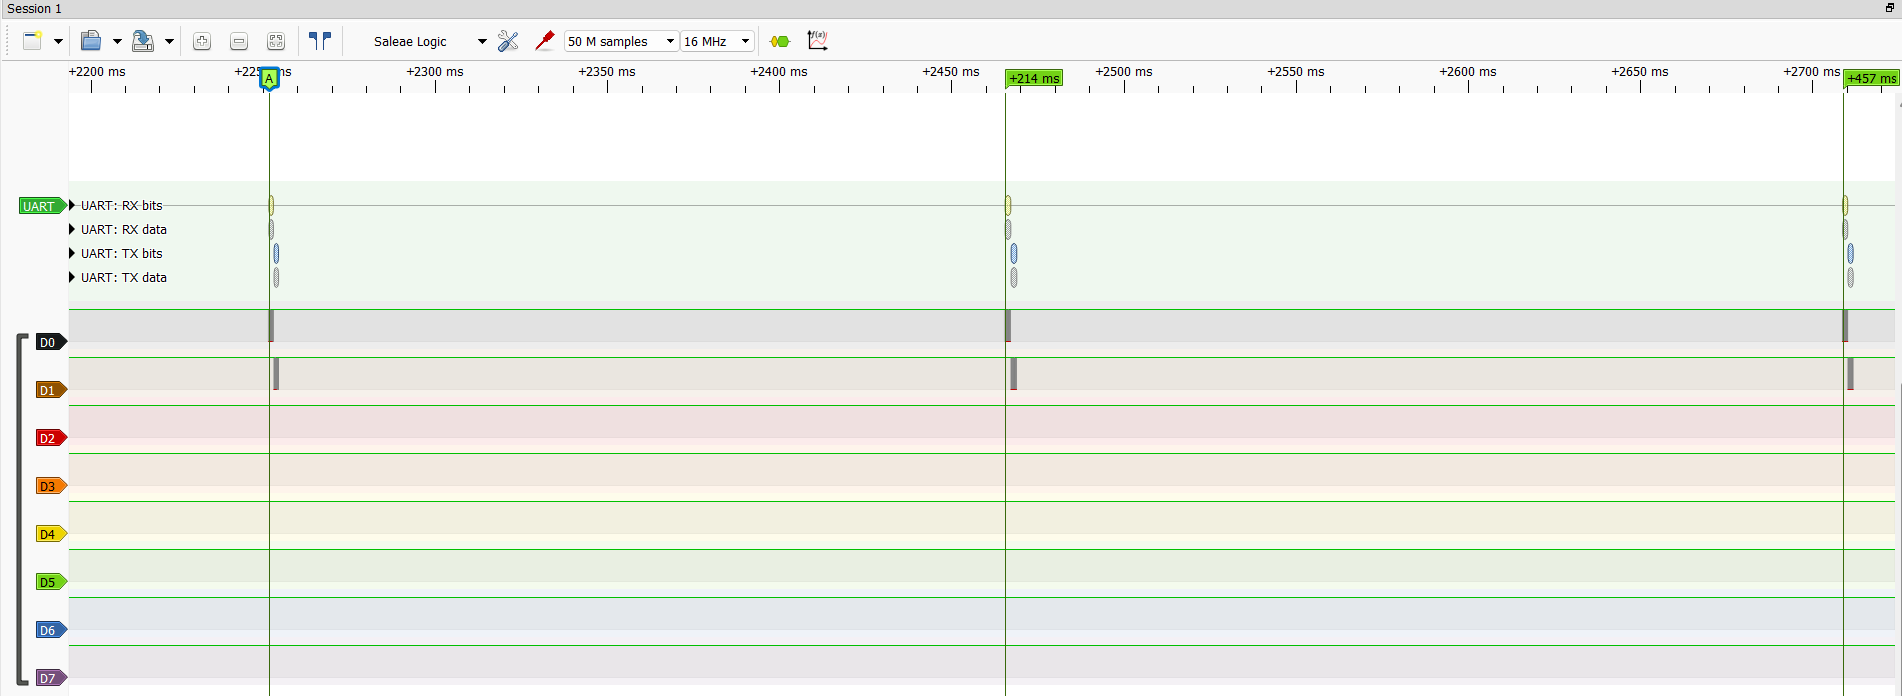 Session 1
Saleae Logic 50 M samples 16 MHz
+2200 ms +2300 ms +2350 ms +2400 ms +2450 ms +214 ms +2500 ms +2550 ms +2600 ms +2650 ms +2700 ms +457 ms
A
UART UART: RX bits
UART: RX data
UART: TX bits
UART: TX data
D0
D1
D2
D3
D4
D5
D6
D7